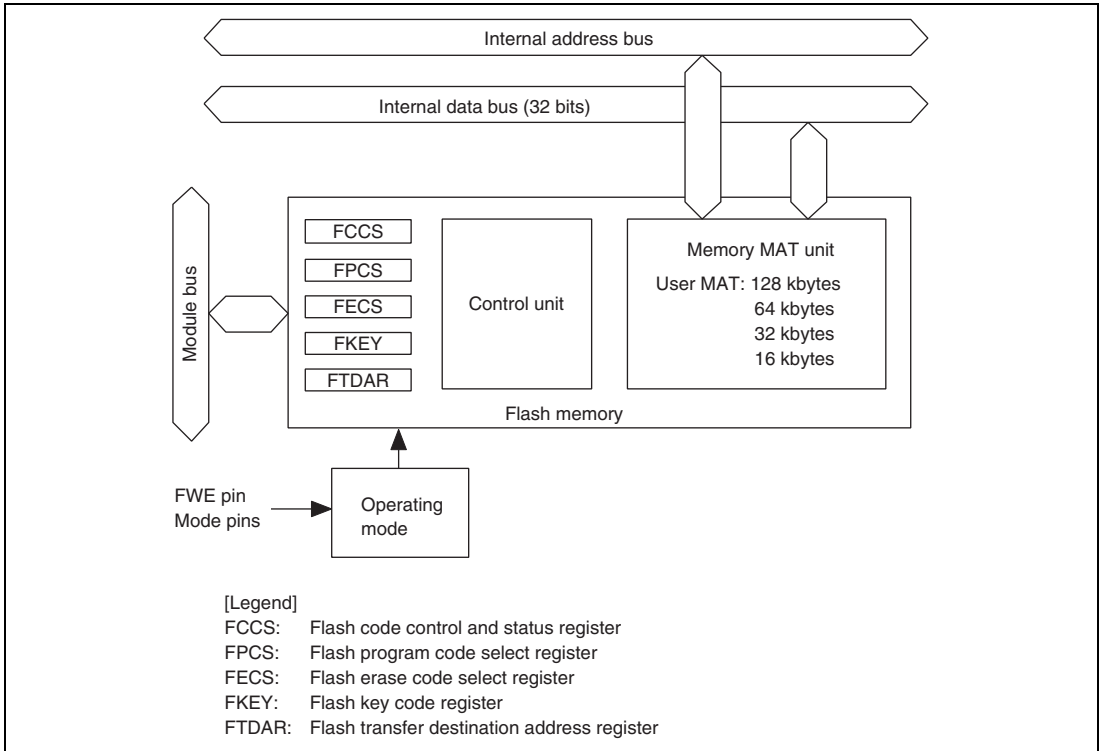 Internal address bus
Internal data bus (32 bits)
Module bus
FCCS
FPCS
FECS
FKEY
FTDAR
Control unit
Memory MAT unit
User MAT: 128 kbytes
64 kbytes
32 kbytes
16 kbytes
Flash memory
FWE pin
Mode pins
Operating
mode
[Legend]
FCCS: Flash code control and status register
FPCS: Flash program code select register
FECS: Flash erase code select register
FKEY: Flash key code register
FTDAR: Flash transfer destination address register